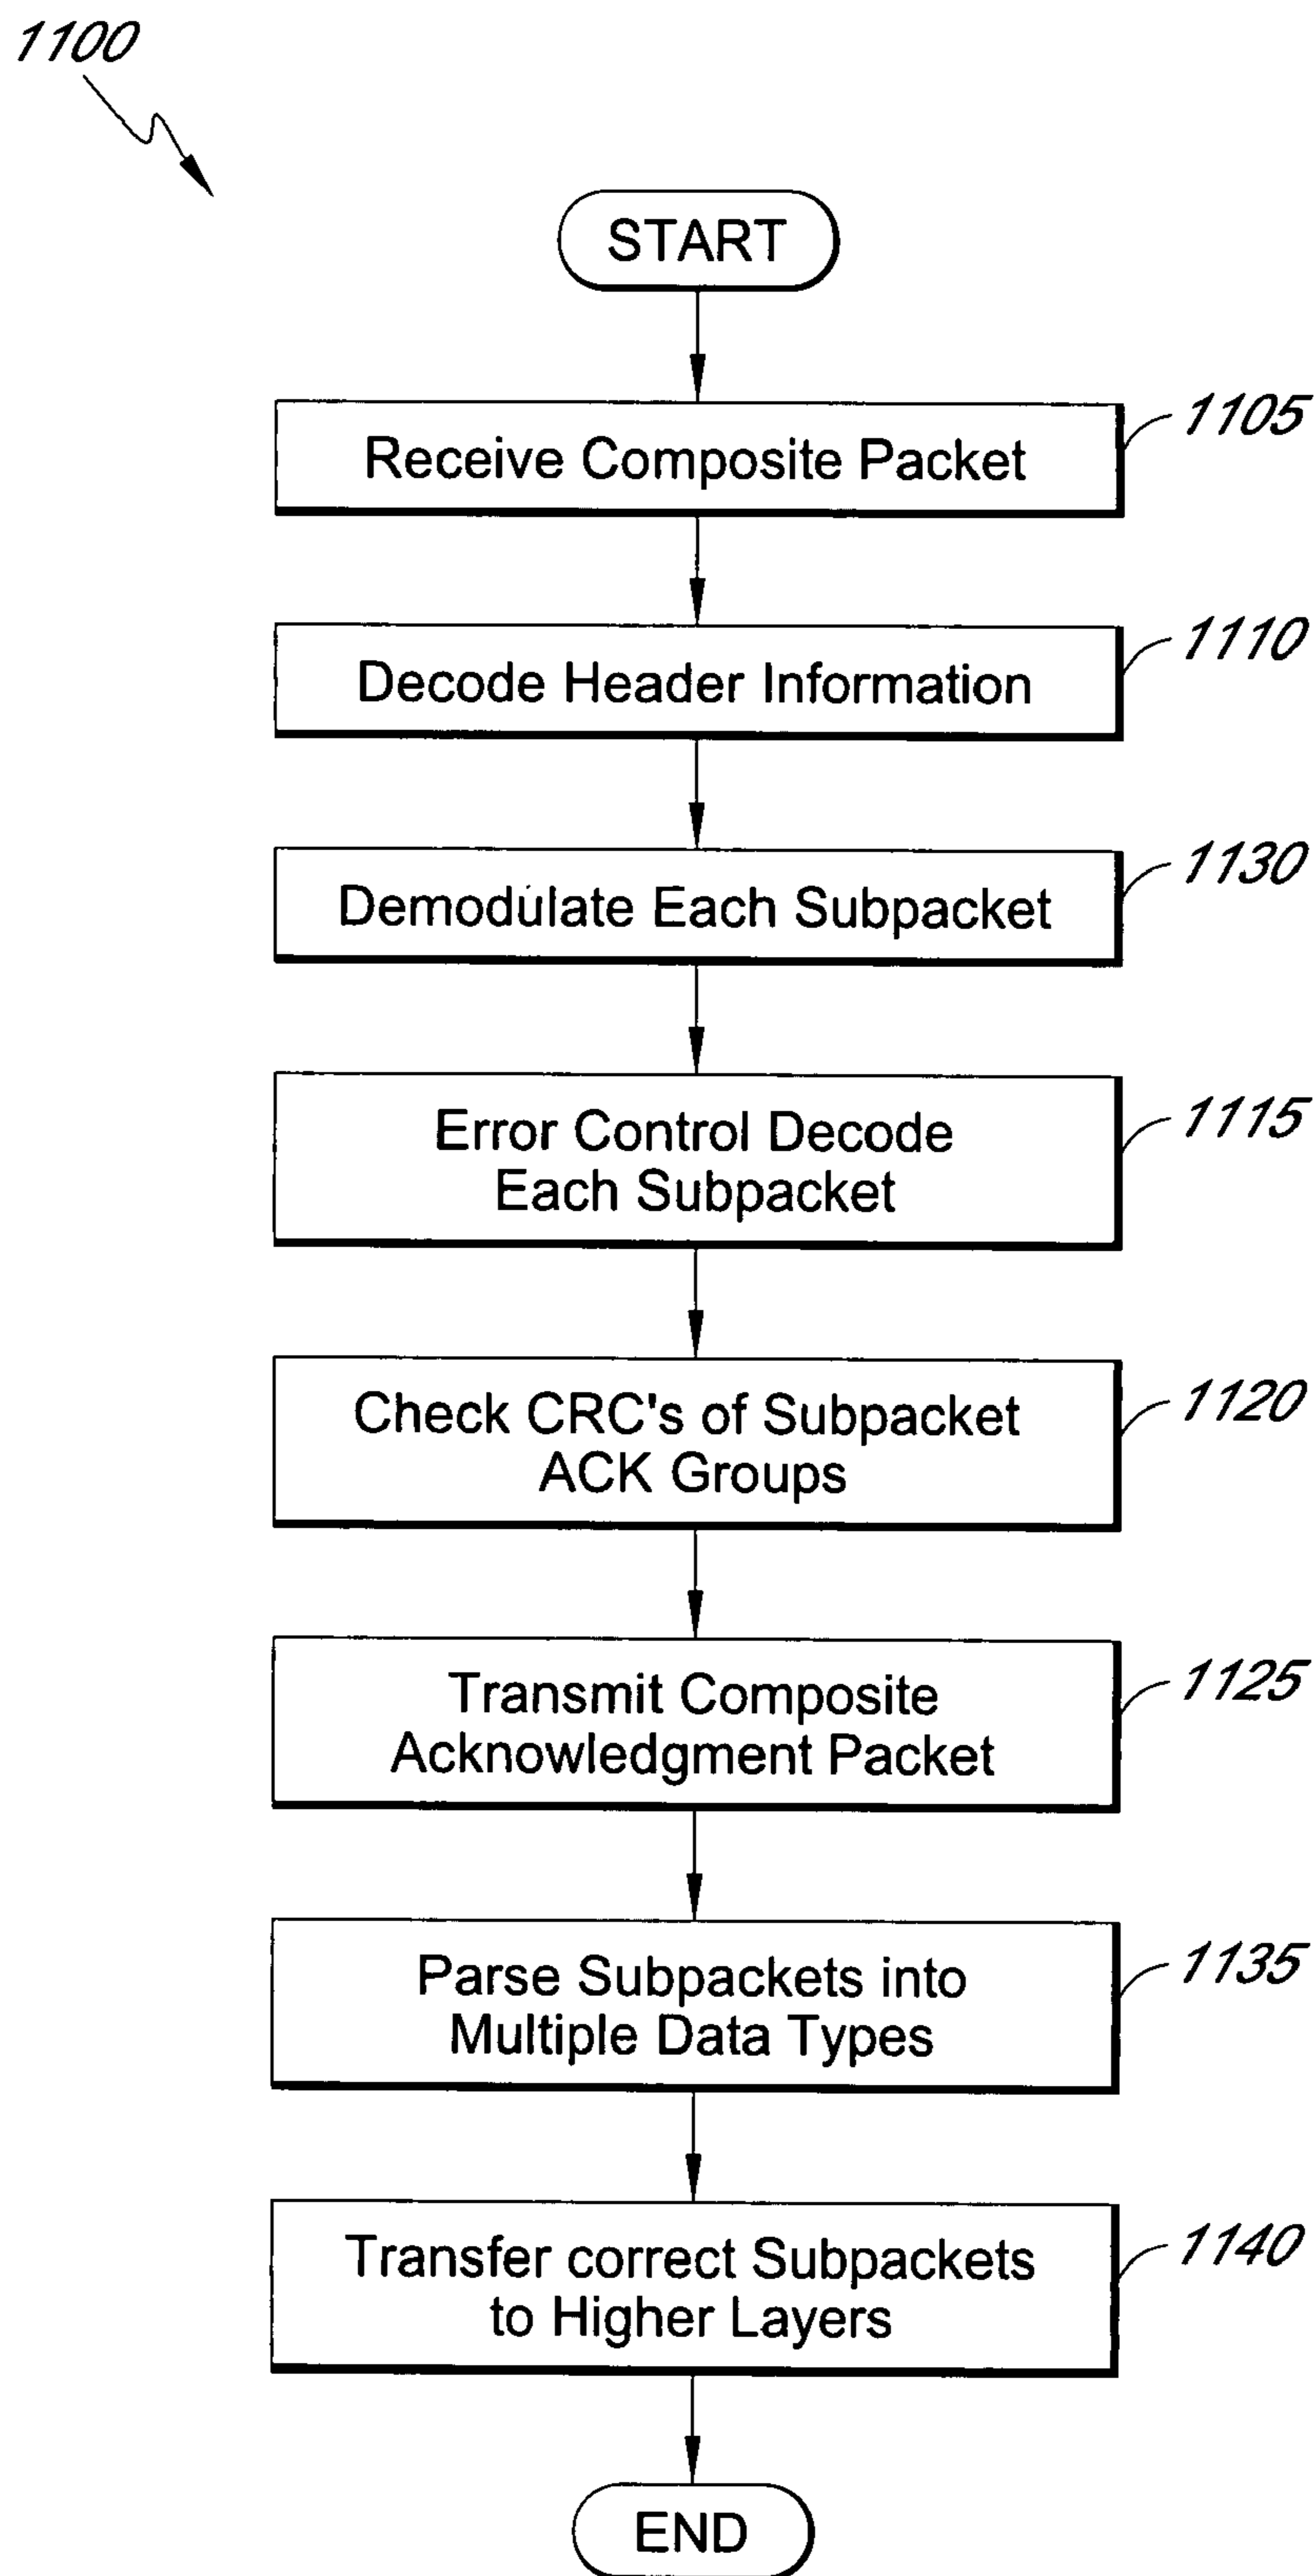 1100
START
Receive Composite Packet
1105
Decode Header Information
1110
Demodulate Each Subpacket
1130
Error Control Decode
Each Subpacket
1115
Check CRC's of Subpacket
ACK Groups
1120
Transmit Composite
Acknowledgment Packet
1125
Parse Subpackets into
Multiple Data Types
1135
Transfer correct Subpackets
to Higher Layers
1140
END